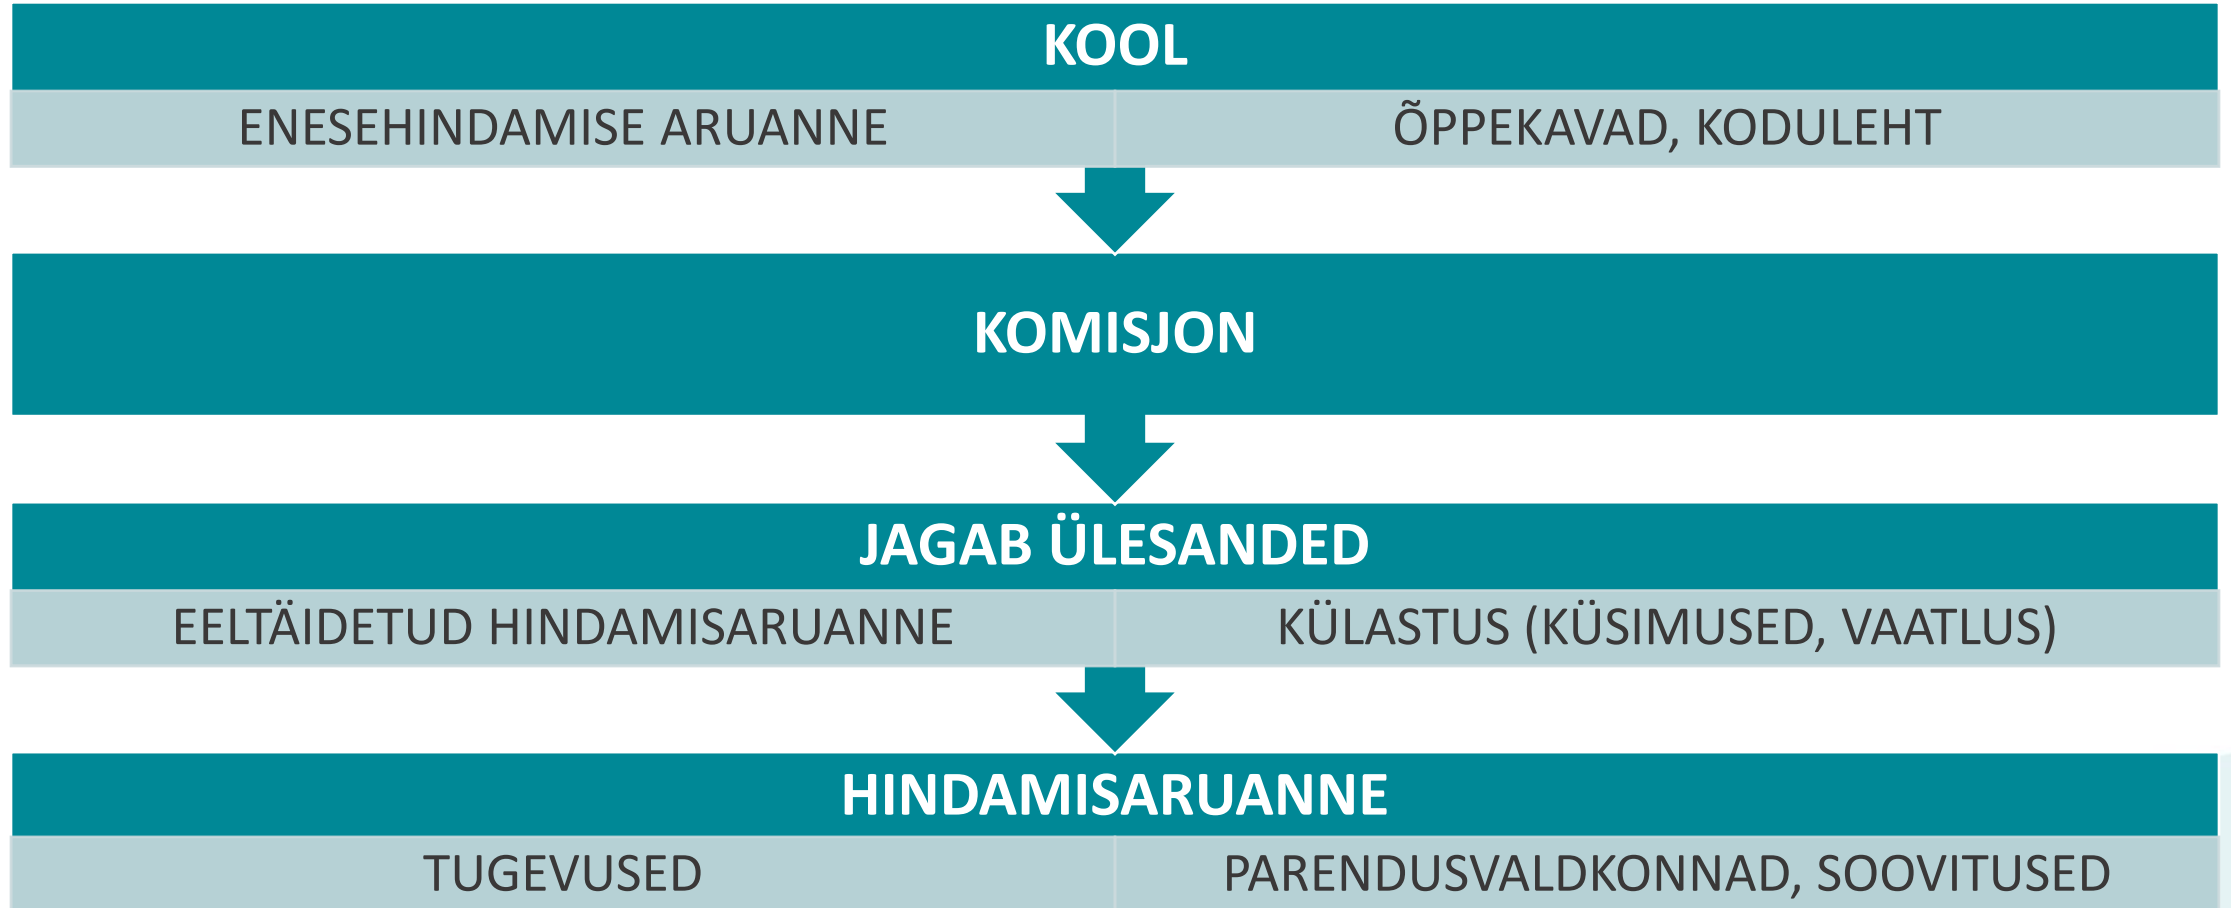 KOOL
ENESEHINDAMISE ARUANNE
ÕPPEKAVAD, KODULEHT
KOMISJON
JAGAB ÜLESANDED
EELTÄIDETUD HINDAMISARUANNE
KÜLASTUS (KÜSIMUSED, VAATLUS)
HINDAMISARUANNE
TUGEVUSED
PARENDUSVALDKONNAD, SOOVITUSED